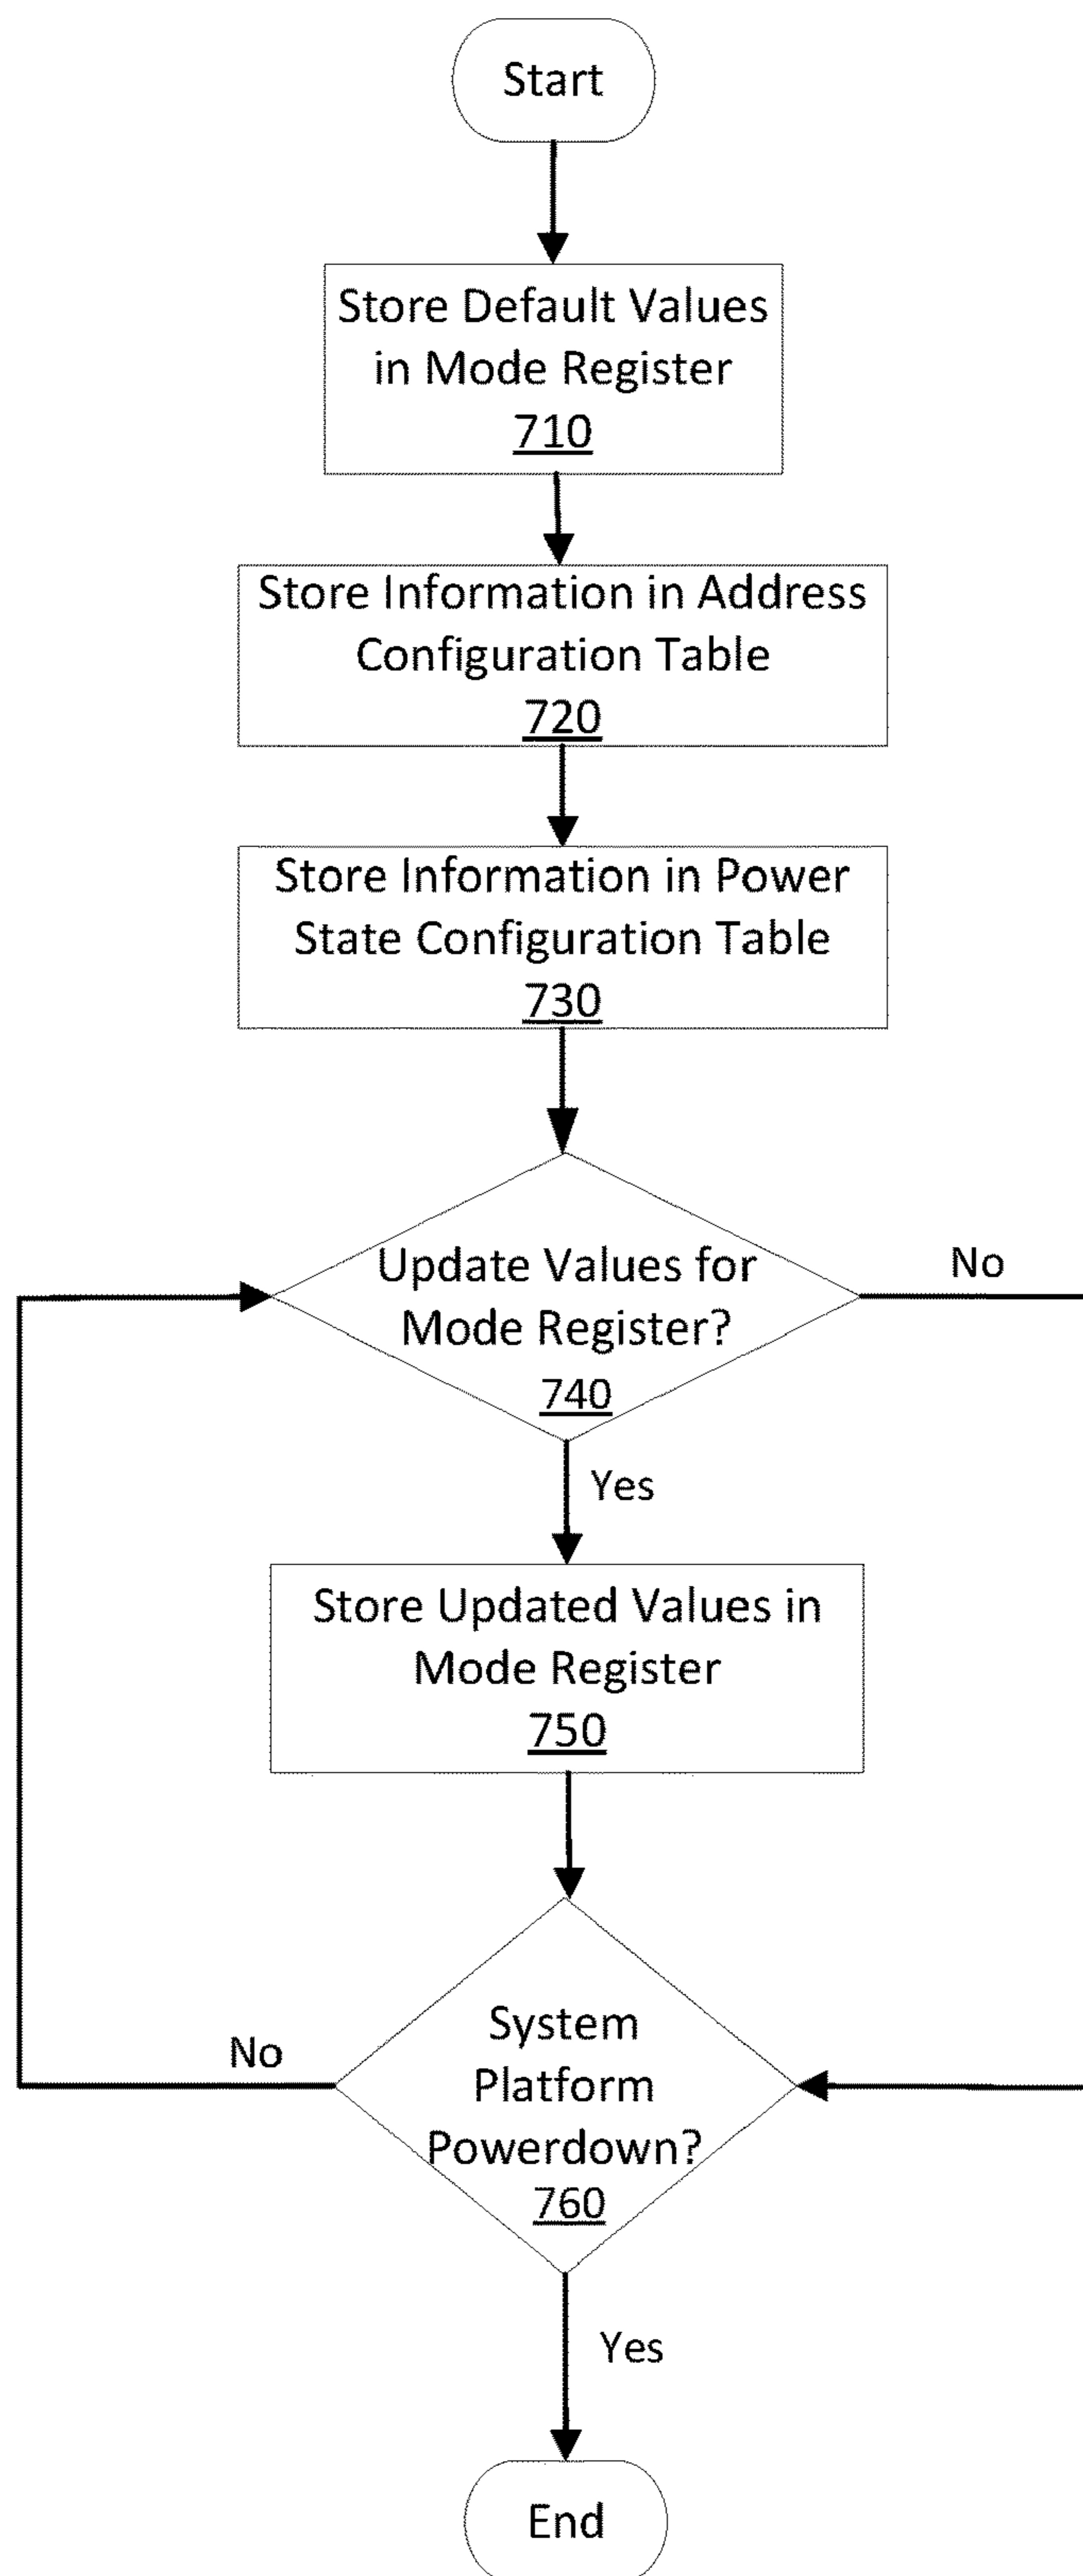 Start
Store Default Values
in Mode Register
710
Store Information in Address
Configuration Table
720
Store Information in Power
State Configuration Table
730
Update Values for
Mode Register?
740
No
Yes
Store Updated Values in
Mode Register
750
System
Platform
Powerdown?
760
No
Yes
End